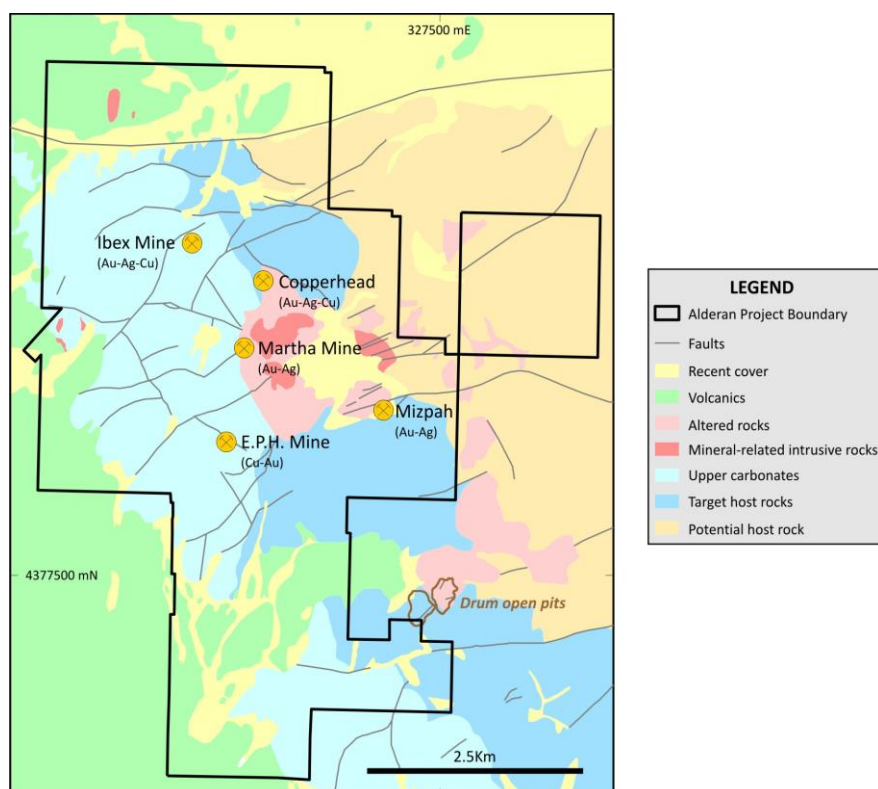 327500 mE
Ibex Mine
(Au-Ag-Cu)
Copperhead
(Au-Ag-Cu)
Martha Mine
(Au-Ag)
Mizpah
(Au-Ag)
E.P.H. Mine
(Cu-Au)
4377500 mN
Drum open pits
2.5Km
LEGEND
Alderan Project Boundary
Faults
Recent cover
Volcanics
Altered rocks
Mineral-related intrusive rocks
Upper carbonates
Target host rocks
Potential host rock